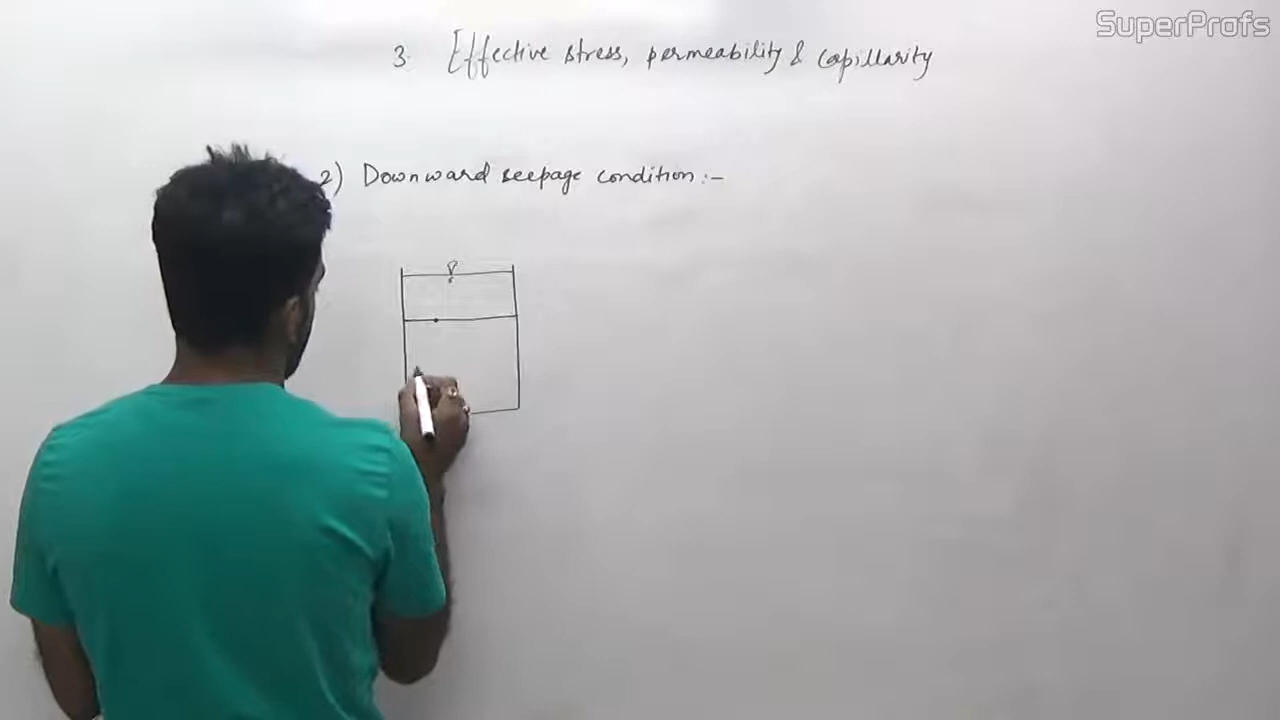 SuperProfs
3. Effective stress, permeability & capillarity
2) Downward seepage condition :-